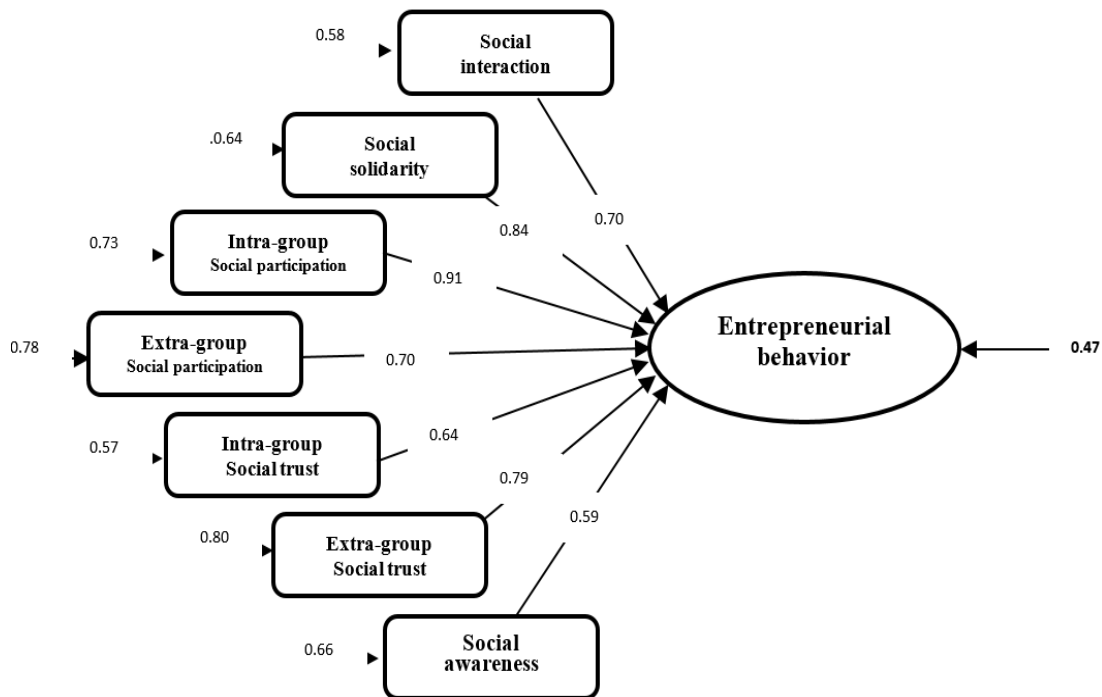 0.58
Social
interaction
.0.64
Social
solidarity
0.70
0.84
0.73
Intra-group
Social participation
0.91
Entrepreneurial
behavior
0.47
0.78
Extra-group
Social participation
0.70
0.57
Intra-group
Social trust
0.64
0.79
0.80
Extra-group
Social trust
0.59
0.66
Social
awareness